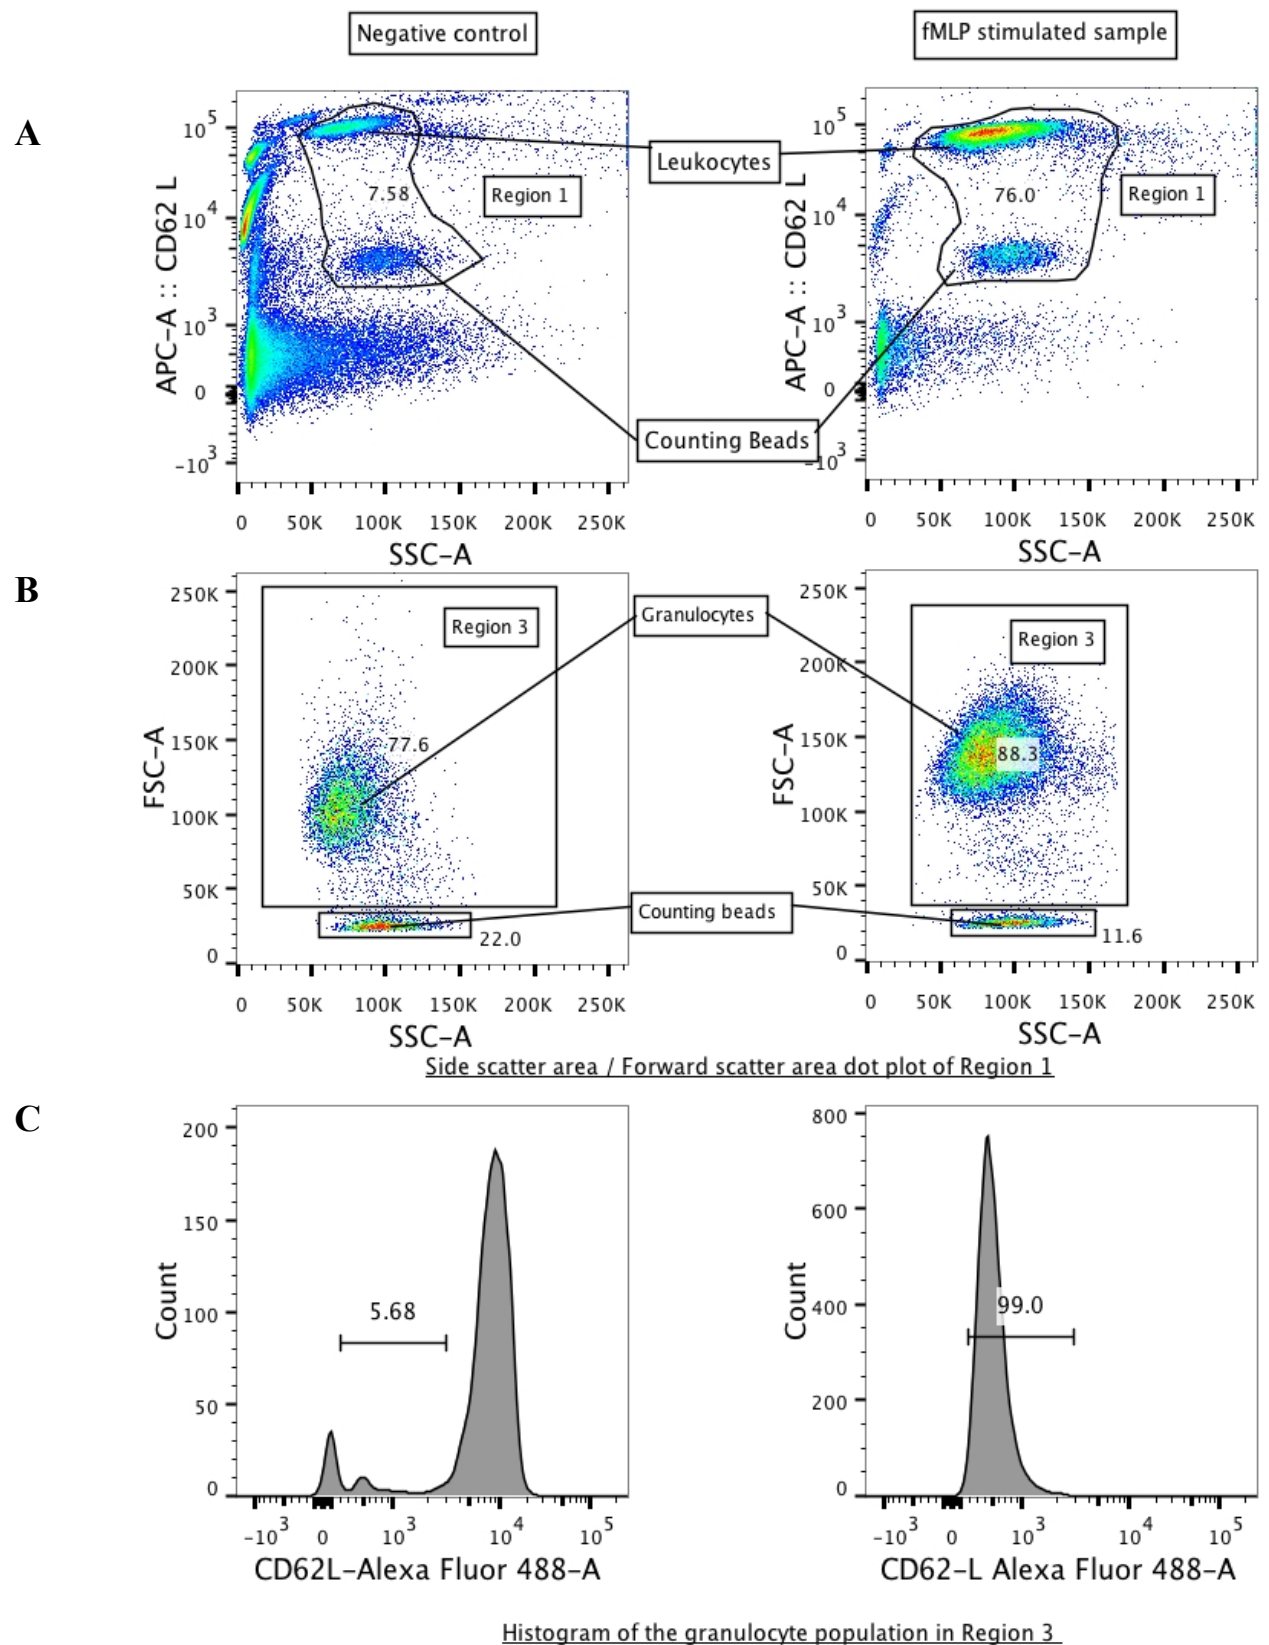 Negative control
fMLP stimulated sample
A
10^5
10^4
10^3
0
-10^3
APC-A :: CD62 L
7.58
Region 1
0 50K 100K 150K 200K 250K
SSC-A
Leukocytes
Counting Beads
10^5
10^4
10^3
0
-10^3
APC-A :: CD62 L
76.0
Region 1
0 50K 100K 150K 200K 250K
SSC-A
B
250K
200K
150K
100K
50K
0
FSC-A
Region 3
77.6
22.0
0 50K 100K 150K 200K 250K
SSC-A
Granulocytes
Counting beads
250K
200K
150K
100K
50K
0
FSC-A
Region 3
88.3
11.6
0 50K 100K 150K 200K 250K
SSC-A
Side scatter area / Forward scatter area dot plot of Region 1
C
200
150
100
50
0
Count
5.68
-10^3 0 10^3 10^4 10^5
CD62L-Alexa Fluor 488-A
800
600
400
200
0
Count
99.0
-10^3 0 10^3 10^4 10^5
CD62-L Alexa Fluor 488-A
Histogram of the granulocyte population in Region 3